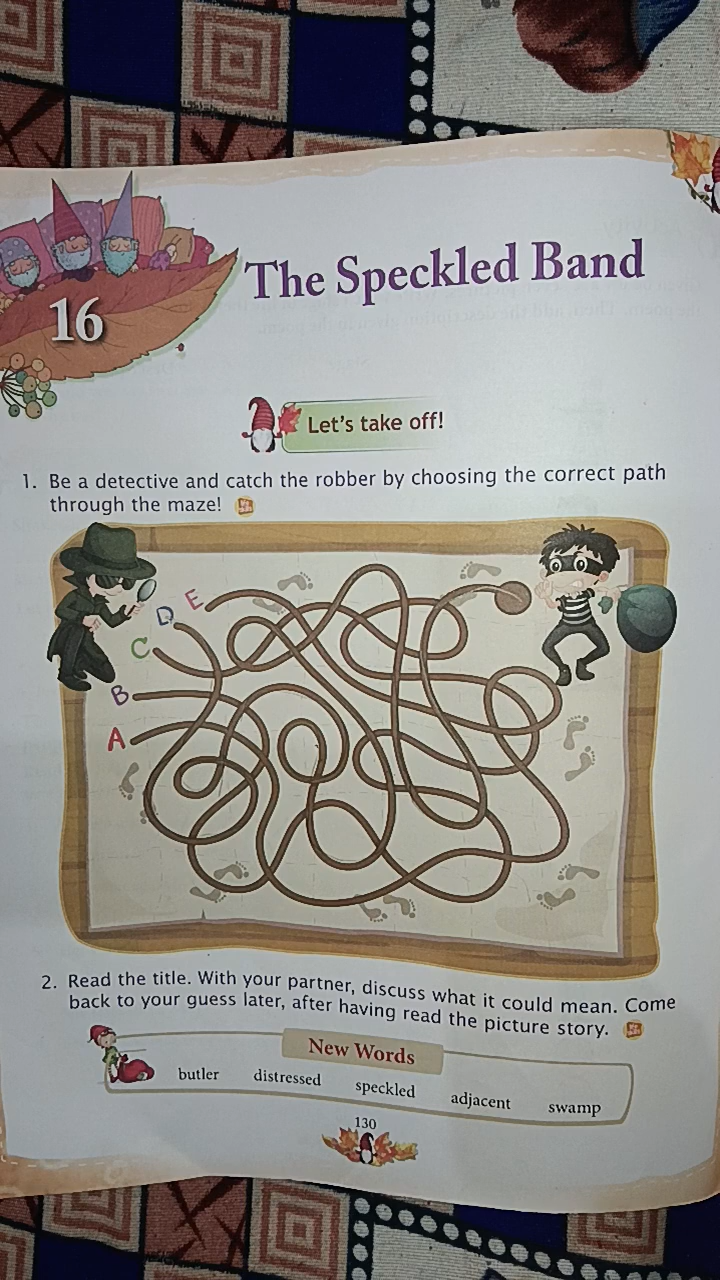 The Speckled Band
16
Let's take off!
1. Be a detective and catch the robber by choosing the correct path
through the maze!
E
D
C
B
A
2. Read the title. With your partner, discuss what it could mean. Come
back to your guess later, after having read the picture story.
New Words
butler distressed speckled adjacent swamp
130